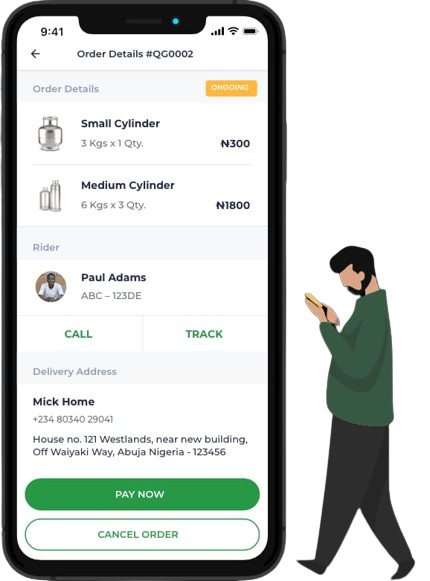 9:41
Order Details #QG0002
Order Details
ONGOING
Small Cylinder
3 Kgs x 1 Qty.
₦300
Medium Cylinder
6 Kgs x 3 Qty.
₦1800
Rider
Paul Adams
ABC – 123DE
CALL
TRACK
Delivery Address
Mick Home
+234 80340 29041
House no. 121 Westlands, near new building,
Off Waiyaki Way, Abuja Nigeria - 123456
PAY NOW
CANCEL ORDER